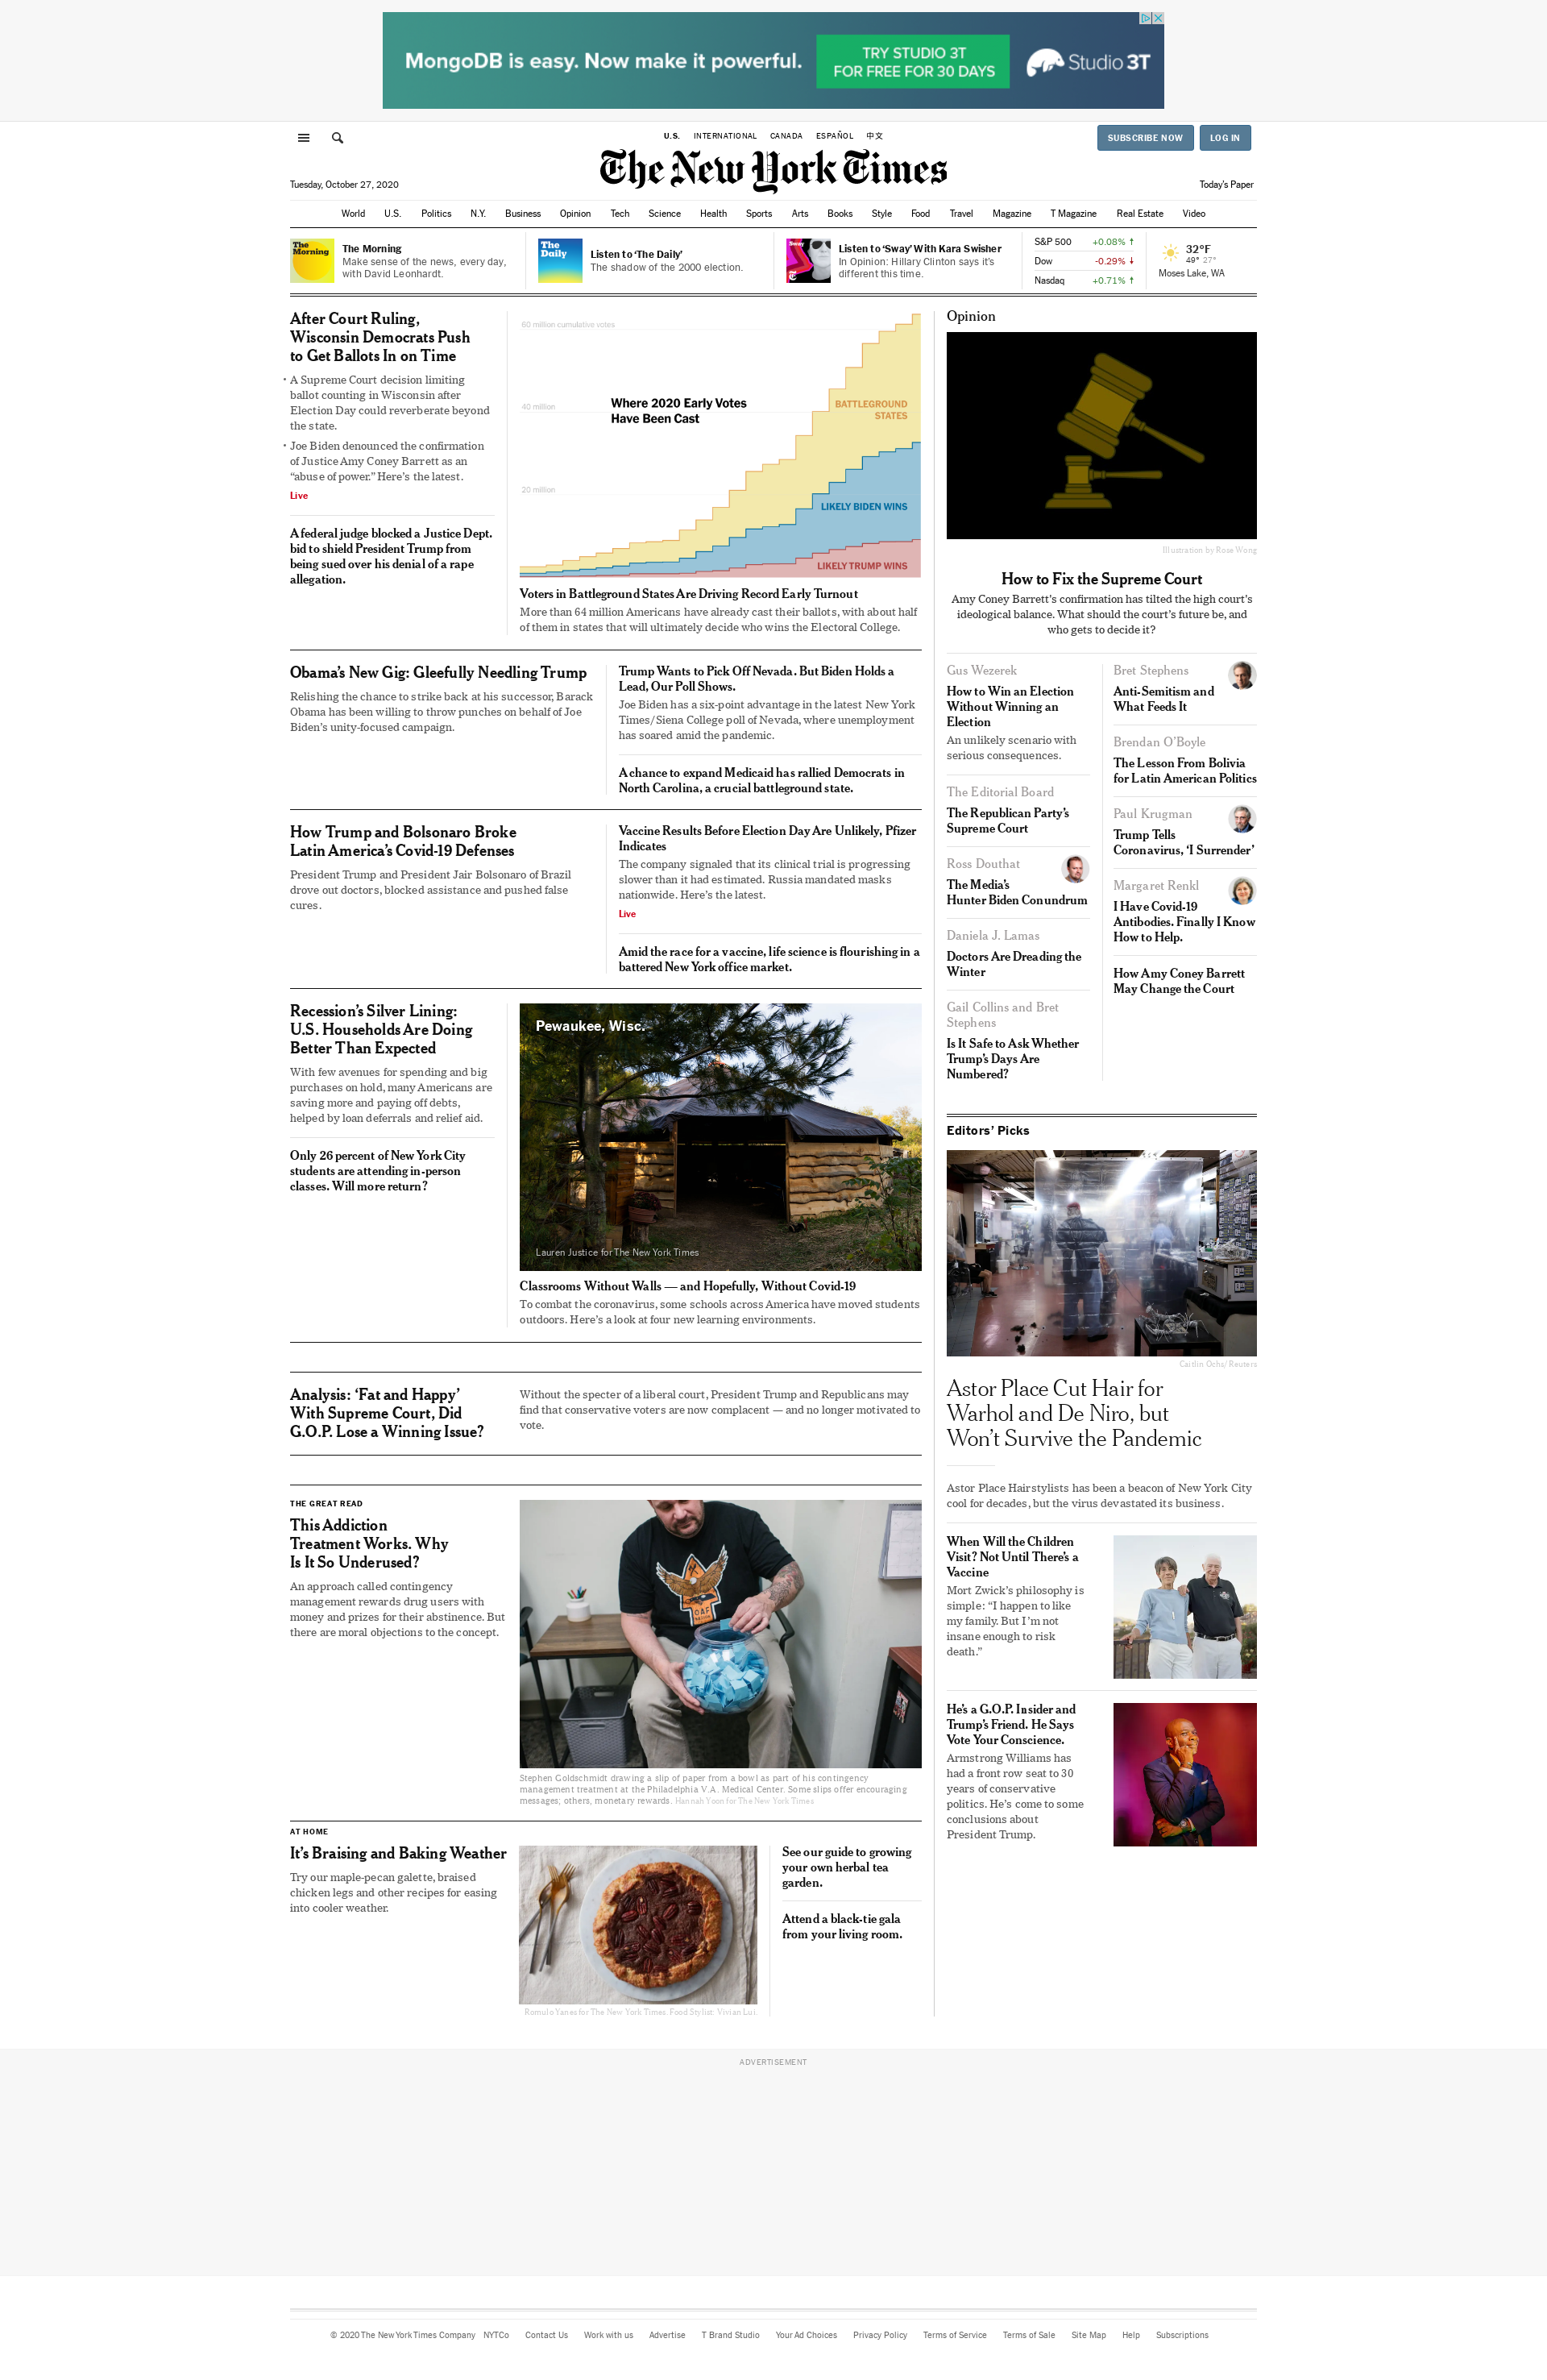 MongoDB is easy. Now make it powerful.
TRY STUDIO 3T
FOR FREE FOR 30 DAYS
Studio 3T
U.S. INTERNATIONAL CANADA ESPAÑOL 中文
SUBSCRIBE NOW LOG IN
The New York Times
Tuesday, October 27, 2020
Today's Paper
World U.S. Politics N.Y. Business Opinion Tech Science Health Sports Arts Books Style Food Travel Magazine T Magazine Real Estate Video
The Morning
The Morning
Make sense of the news, every day,
with David Leonhardt.
The Daily
Listen to ‘The Daily’
The shadow of the 2000 election.
Sway
Listen to ‘Sway’ With Kara Swisher
In Opinion: Hillary Clinton says it's
different this time.
S&P 500 +0.08% ↑
Dow -0.29% ↓
Nasdaq +0.71% ↑
32°F
49° 27°
Moses Lake, WA
After Court Ruling,
Wisconsin Democrats Push
to Get Ballots In on Time
• A Supreme Court decision limiting
ballot counting in Wisconsin after
Election Day could reverberate beyond
the state.
• Joe Biden denounced the confirmation
of Justice Amy Coney Barrett as an
“abuse of power.” Here’s the latest.
Live
A federal judge blocked a Justice Dept.
bid to shield President Trump from
being sued over his denial of a rape
allegation.
60 million cumulative votes
Where 2020 Early Votes
Have Been Cast
40 million
BATTLEGROUND
STATES
20 million
LIKELY BIDEN WINS
LIKELY TRUMP WINS
Voters in Battleground States Are Driving Record Early Turnout
More than 64 million Americans have already cast their ballots, with about half
of them in states that will ultimately decide who wins the Electoral College.
Obama’s New Gig: Gleefully Needling Trump
Relishing the chance to strike back at his successor, Barack
Obama has been willing to throw punches on behalf of Joe
Biden’s unity-focused campaign.
Trump Wants to Pick Off Nevada. But Biden Holds a
Lead, Our Poll Shows.
Joe Biden has a six-point advantage in the latest New York
Times/Siena College poll of Nevada, where unemployment
has soared amid the pandemic.
A chance to expand Medicaid has rallied Democrats in
North Carolina, a crucial battleground state.
How Trump and Bolsonaro Broke
Latin America’s Covid-19 Defenses
President Trump and President Jair Bolsonaro of Brazil
drove out doctors, blocked assistance and pushed false
cures.
Vaccine Results Before Election Day Are Unlikely, Pfizer
Indicates
The company signaled that its clinical trial is progressing
slower than it had estimated. Russia mandated masks
nationwide. Here’s the latest.
Live
Amid the race for a vaccine, life science is flourishing in a
battered New York office market.
Recession’s Silver Lining:
U.S. Households Are Doing
Better Than Expected
With few avenues for spending and big
purchases on hold, many Americans are
saving more and paying off debts,
helped by loan deferrals and relief aid.
Only 26 percent of New York City
students are attending in-person
classes. Will more return?
Pewaukee, Wisc.
Lauren Justice for The New York Times
Classrooms Without Walls — and Hopefully, Without Covid-19
To combat the coronavirus, some schools across America have moved students
outdoors. Here’s a look at four new learning environments.
Analysis: ‘Fat and Happy’
With Supreme Court, Did
G.O.P. Lose a Winning Issue?
Without the specter of a liberal court, President Trump and Republicans may
find that conservative voters are now complacent — and no longer motivated to
vote.
THE GREAT READ
This Addiction
Treatment Works. Why
Is It So Underused?
An approach called contingency
management rewards drug users with
money and prizes for their abstinence. But
there are moral objections to the concept.
OAF
NATION
Stephen Goldschmidt drawing a slip of paper from a bowl as part of his contingency
management treatment at the Philadelphia V.A. Medical Center. Some slips offer encouraging
messages; others, monetary rewards. Hannah Yoon for The New York Times
AT HOME
It’s Braising and Baking Weather
Try our maple-pecan galette, braised
chicken legs and other recipes for easing
into cooler weather.
Romulo Yanes for The New York Times. Food Stylist: Vivian Lui.
See our guide to growing
your own herbal tea
garden.
Attend a black-tie gala
from your living room.
Opinion
Illustration by Rose Wong
How to Fix the Supreme Court
Amy Coney Barrett’s confirmation has tilted the high court’s
ideological balance. What should the court’s future be, and
who gets to decide it?
Gus Wezerek
How to Win an Election
Without Winning an
Election
An unlikely scenario with
serious consequences.
The Editorial Board
The Republican Party’s
Supreme Court
Ross Douthat
The Media’s
Hunter Biden Conundrum
Daniela J. Lamas
Doctors Are Dreading the
Winter
Gail Collins and Bret
Stephens
Is It Safe to Ask Whether
Trump’s Days Are
Numbered?
Bret Stephens
Anti-Semitism and
What Feeds It
Brendan O’Boyle
The Lesson From Bolivia
for Latin American Politics
Paul Krugman
Trump Tells
Coronavirus, ‘I Surrender’
Margaret Renkl
I Have Covid-19
Antibodies. Finally I Know
How to Help.
How Amy Coney Barrett
May Change the Court
Editors’ Picks
Caitlin Ochs/Reuters
Astor Place Cut Hair for
Warhol and De Niro, but
Won’t Survive the Pandemic
Astor Place Hairstylists has been a beacon of New York City
cool for decades, but the virus devastated its business.
When Will the Children
Visit? Not Until There’s a
Vaccine
Mort Zwick’s philosophy is
simple: “I happen to like
my family. But I’m not
insane enough to risk
death.”
He’s a G.O.P. Insider and
Trump’s Friend. He Says
Vote Your Conscience.
Armstrong Williams has
had a front row seat to 30
years of conservative
politics. He’s come to some
conclusions about
President Trump.
ADVERTISEMENT
© 2020 The New York Times Company NYTCo Contact Us Work with us Advertise T Brand Studio Your Ad Choices Privacy Policy Terms of Service Terms of Sale Site Map Help Subscriptions